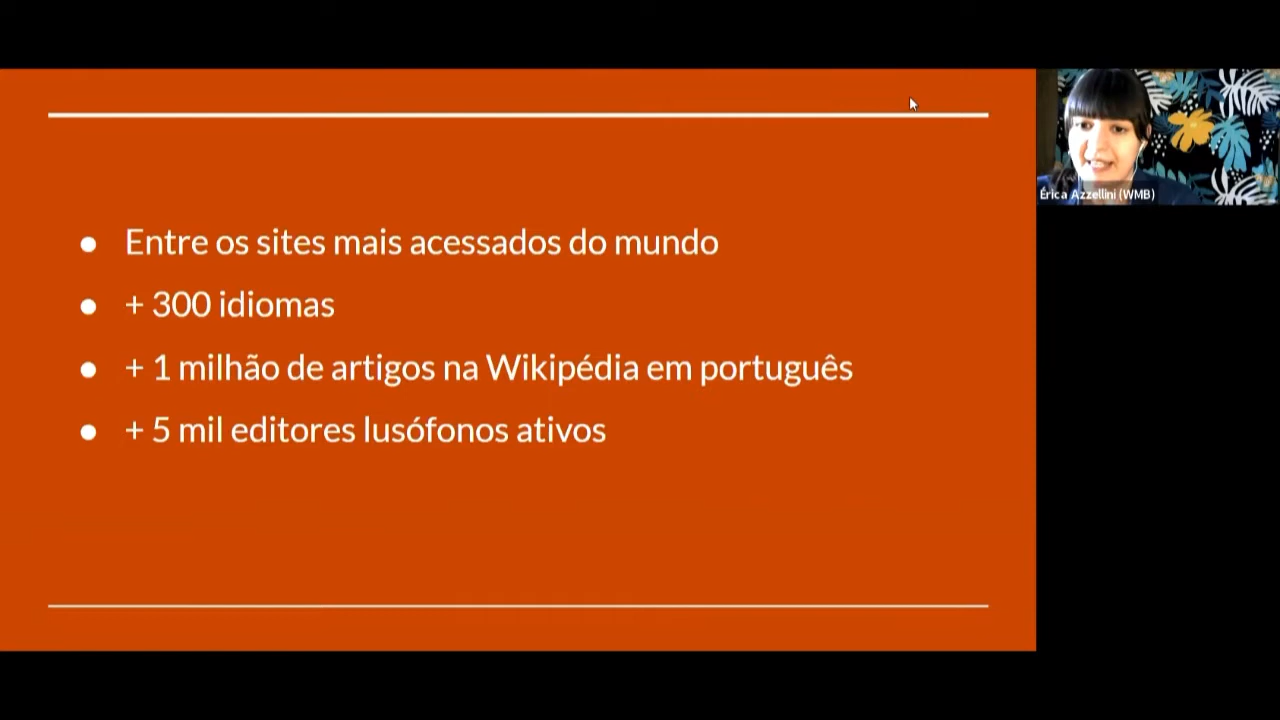 Entre os sites mais acessados do mundo
+ 300 idiomas
+ 1 milhão de artigos na Wikipédia em português
+ 5 mil editores lusófonos ativos
Érica Azzellini (WMB)